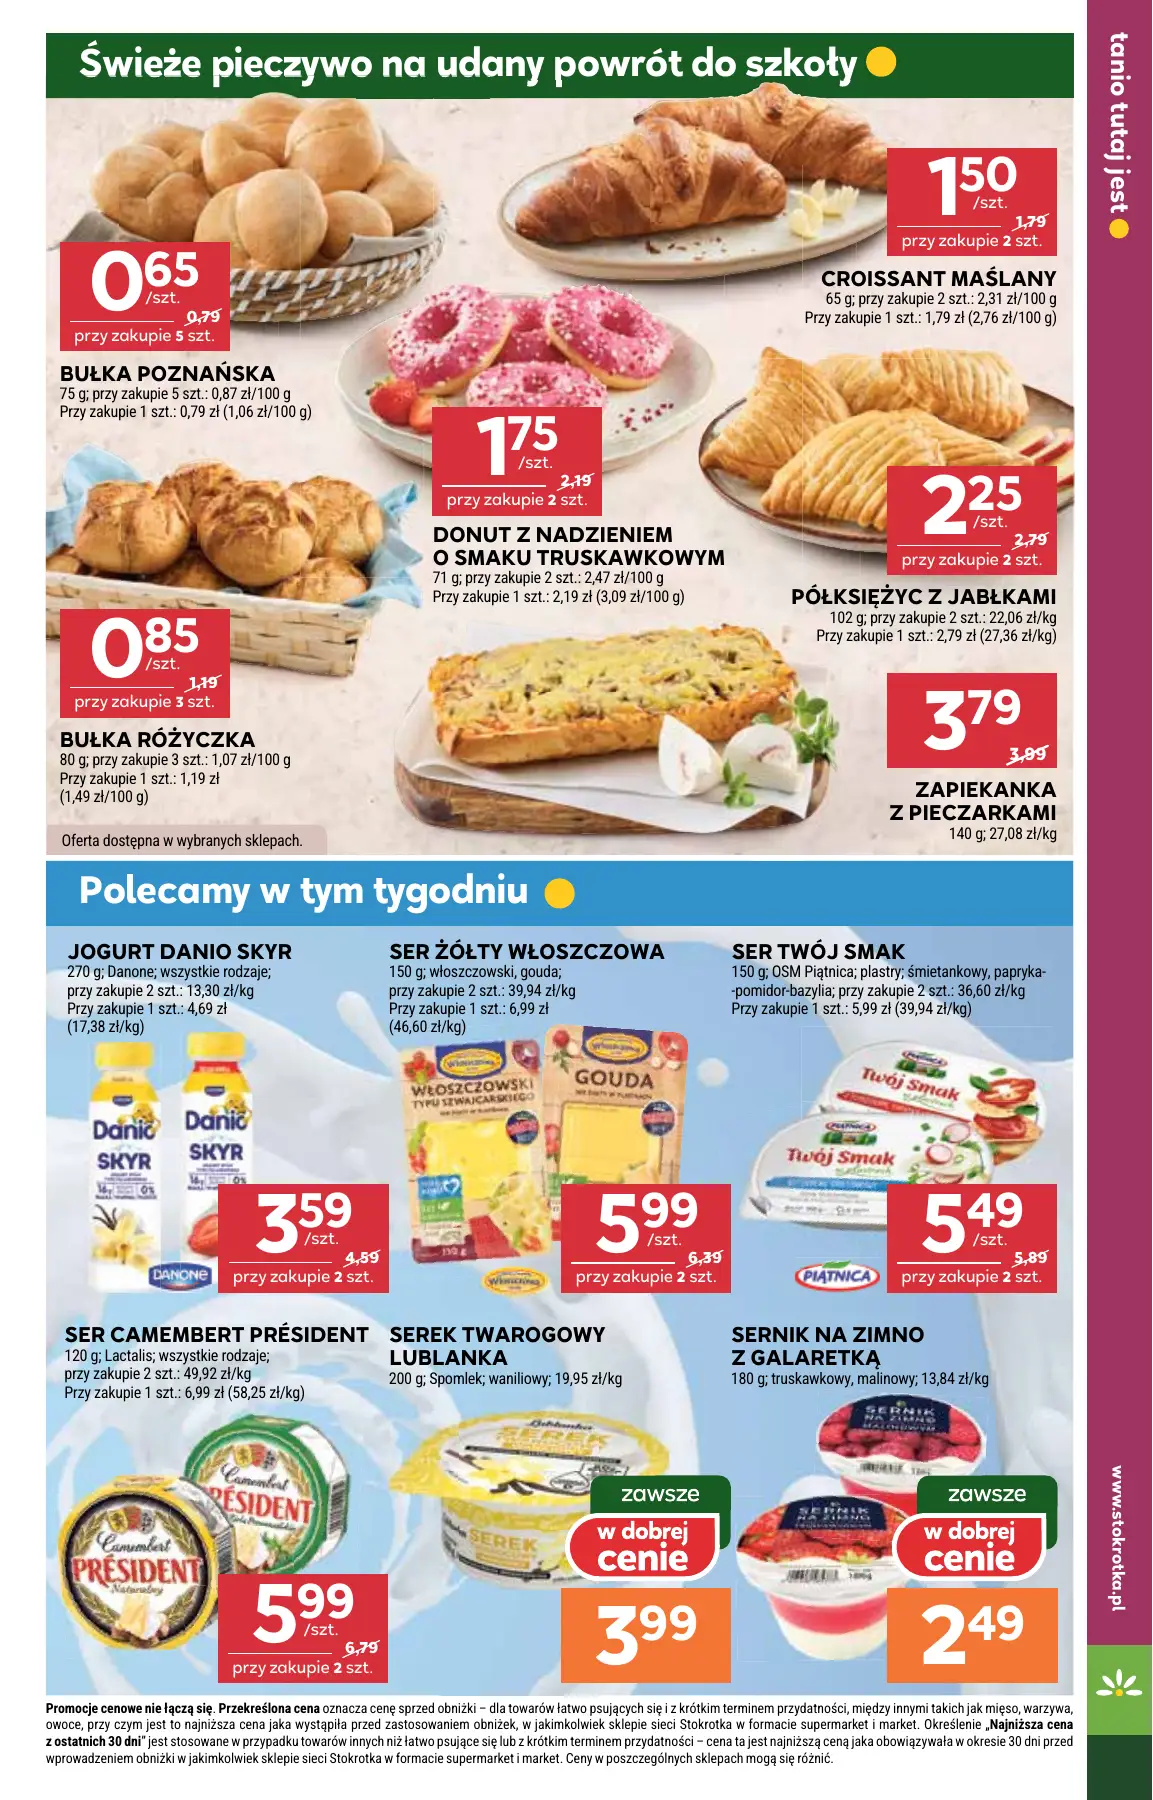 Świeże pieczywo na udany powrót do szkoły
tanio tutaj jest
1 50
/szt.
1,79
przy zakupie 2 szt.
CROISSANT MAŚLANY
65 g; przy zakupie 2 szt.: 2,31 zł/100 g
Przy zakupie 1 szt.: 1,79 zł (2,76 zł/100 g)
0 65
/szt.
0,79
przy zakupie 5 szt.
BUŁKA POZNAŃSKA
75 g; przy zakupie 5 szt.: 0,87 zł/100 g
Przy zakupie 1 szt.: 0,79 zł (1,06 zł/100 g)
1 75
/szt.
2,19
przy zakupie 2 szt.
DONUT Z NADZIENIEM
O SMAKU TRUSKAWKOWYM
71 g; przy zakupie 2 szt.: 2,47 zł/100 g
Przy zakupie 1 szt.: 2,19 zł (3,09 zł/100 g)
2 25
/szt.
2,79
przy zakupie 2 szt.
PÓŁKSIĘŻYC Z JABŁKAMI
102 g; przy zakupie 2 szt.: 22,06 zł/kg
Przy zakupie 1 szt.: 2,79 zł (27,36 zł/kg)
0 85
/szt.
1,19
przy zakupie 3 szt.
BUŁKA RÓŻYCZKA
80 g; przy zakupie 3 szt.: 1,07 zł/100 g
Przy zakupie 1 szt.: 1,19 zł
(1,49 zł/100 g)
3 79
3,99
ZAPIEKANKA
Z PIECZARKAMI
140 g; 27,08 zł/kg
Oferta dostępna w wybranych sklepach.
Polecamy w tym tygodniu
JOGURT DANIO SKYR
270 g; Danone; wszystkie rodzaje;
przy zakupie 2 szt.: 13,30 zł/kg
Przy zakupie 1 szt.: 4,69 zł
(17,38 zł/kg)
Danio
SKYR
Danio
SKYR
DANONE
3 59
/szt.
4,59
przy zakupie 2 szt.
SER ŻÓŁTY WŁOSZCZOWA
150 g; włoszczowski, gouda;
przy zakupie 2 szt.: 39,94 zł/kg
Przy zakupie 1 szt.: 6,99 zł
(46,60 zł/kg)
WŁOSZCZOWSKI
TYPU SZWAJCARSKIEGO
GOUDA
150 g
5 99
/szt.
6,39
przy zakupie 2 szt.
SER TWÓJ SMAK
150 g; OSM Piątnica; plastry; śmietankowy, papryka-
-pomidor-bazylia; przy zakupie 2 szt.: 36,60 zł/kg
Przy zakupie 1 szt.: 5,99 zł (39,94 zł/kg)
Twój Smak
PIĄTNICA
Twój Smak
PIĄTNICA
5 49
/szt.
5,89
przy zakupie 2 szt.
SER CAMEMBERT PRÉSIDENT
120 g; Lactalis; wszystkie rodzaje;
przy zakupie 2 szt.: 49,92 zł/kg
Przy zakupie 1 szt.: 6,99 zł (58,25 zł/kg)
Camembert
PRÉSIDENT
Camembert
PRÉSIDENT
Naturalny
5 99
/szt.
6,79
przy zakupie 2 szt.
SEREK TWAROGOWY
LUBLANKA
200 g; Spomlek; waniliowy; 19,95 zł/kg
Lublanka
SEREK
SEREK
zawsze
w dobrej
cenie
3 99
SERNIK NA ZIMNO
Z GALARETKĄ
180 g; truskawkowy, malinowy; 13,84 zł/kg
SERNIK
NA ZIMNO
MALINOWYM
SERNIK
NA ZIMNO
zawsze
w dobrej
cenie
2 49
www.stokrotka.pl
Promocje cenowe nie łączą się. Przekreślona cena oznacza cenę sprzed obniżki – dla towarów łatwo psujących się i z krótkim terminem przydatności, między innymi takich jak mięso, warzywa,
owoce, przy czym jest to najniższa cena jaka wystąpiła przed zastosowaniem obniżek, w jakimkolwiek sklepie sieci Stokrotka w formacie supermarket i market. Określenie „Najniższa cena
z ostatnich 30 dni” jest stosowane w przypadku towarów innych niż łatwo psujące się lub z krótkim terminem przydatności – cena ta jest najniższą ceną jaka obowiązywała w okresie 30 dni przed
wprowadzeniem obniżki w jakimkolwiek sklepie sieci Stokrotka w formacie supermarket i market. Ceny w poszczególnych sklepach mogą się różnić.